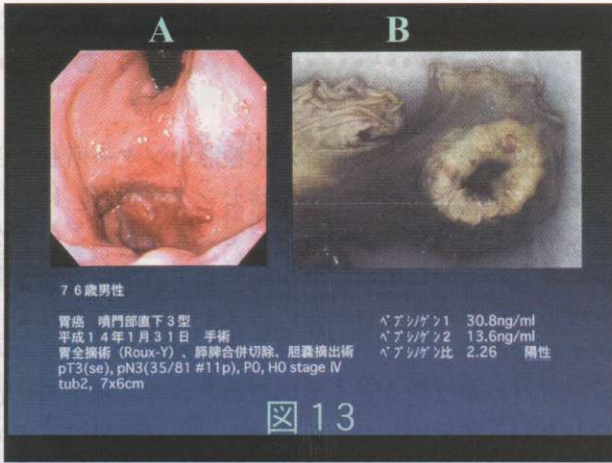 A
B
76歳男性
胃癌 噴門部直下3型
平成14年1月31日 手術
胃全摘術（Roux-Y）、膵脾合併切除、胆嚢摘出術
pT3(se), pN3(35/81 #11p), P0, H0 stage Ⅳ
tub2, 7x6cm
ﾍﾟﾌﾟｼﾉｹﾞﾝ1 30.8ng/ml
ﾍﾟﾌﾟｼﾉｹﾞﾝ2 13.6ng/ml
ﾍﾟﾌﾟｼﾉｹﾞﾝ比 2.26 陽性
図13